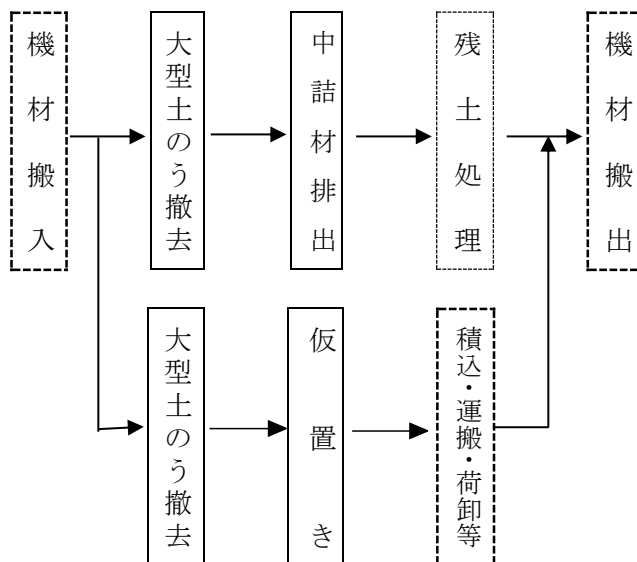 機材搬入
大型土のう撤去
中詰材排出
残土処理
機材搬出
大型土のう撤去
仮置き
積込・運搬・荷卸等